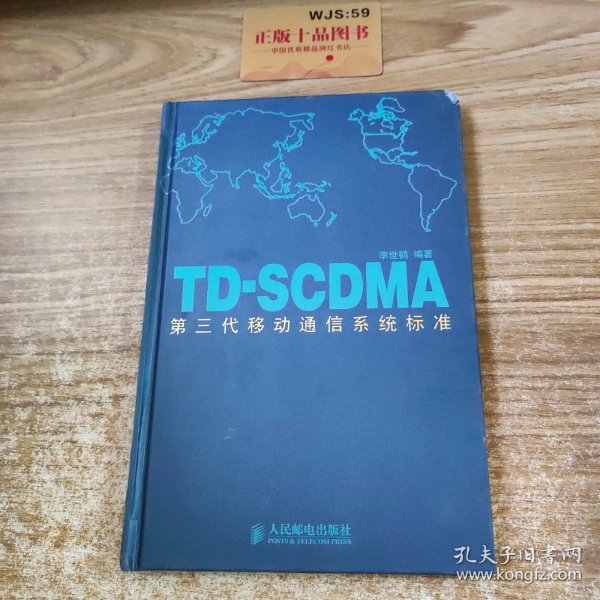 WJS:59
正版十品图书
中国优质精品网红书店
李世鹤 编著
TD-SCDMA
第三代移动通信系统标准
人民邮电出版社
POSTS & TELECOM PRESS
孔夫子旧书网
www.kongfz.com